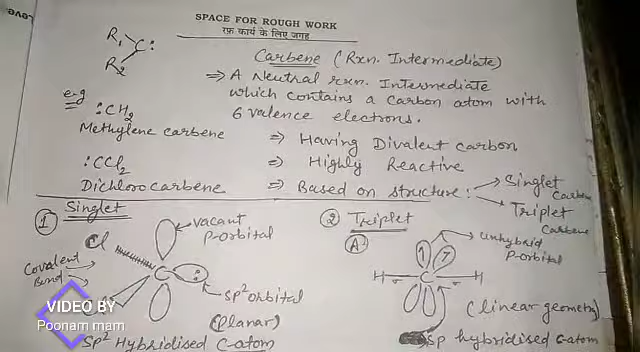 SPACE FOR ROUGH WORK
रफ़ कार्य के लिए जगह
R1
C:
R2
Carbene (Rxn. Intermediate)
⇒ A Neutral rxn. Intermediate
which contains a Carbon atom with
6 valence electrons.
e.g
:CH2
Methylene carbene
⇒ Having Divalent carbon
:CCl2
⇒ Highly Reactive
Dichlorocarbene
⇒ Based on structure: → Singlet Carbene
→ Triplet Carbene
① Singlet
vacant
P-orbital
Cl
Covalent
Bond
C
SP2 orbital
(Planar)
SP2 Hybridised C-atom
② Triplet
A
unhybrid
P-orbital
H C H
(linear geometry)
Sp hybridised C-atom
VIDEO BY
Poonam mam